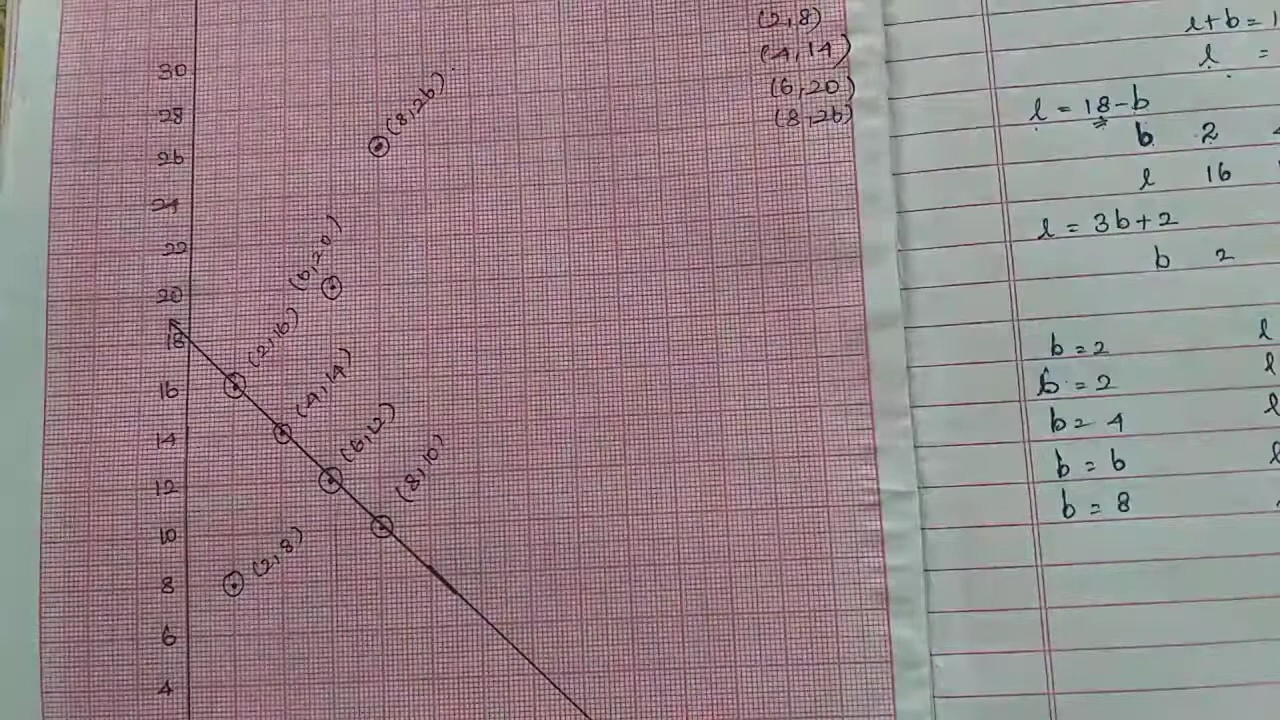 (2,8)
(4,14)
(6,20)
(8,26)
30
28
26
24
22
20
18
16
14
12
10
8
6
4
(8,26)
(6,20)
(2,16)
(4,14)
(6,12)
(8,10)
(2,8)
l+b=1
l =
l = 18-b
b 2
l 16
l = 3b+2
b 2
b=2 l
b=2 l
b=4 l
b=6 l
b=8